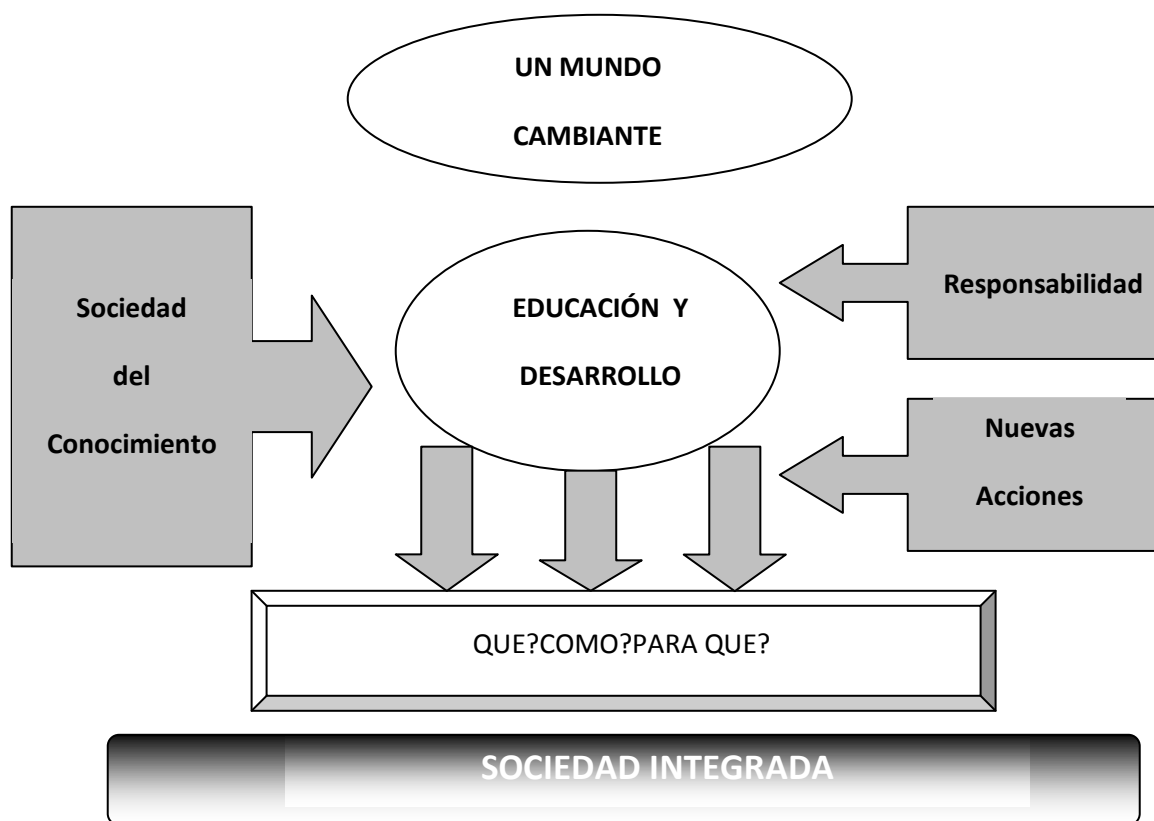 UN MUNDO
CAMBIANTE
Sociedad
del
Conocimiento
EDUCACIÓN Y
DESARROLLO
Responsabilidad
Nuevas
Acciones
QUE?COMO?PARA QUE?
SOCIEDAD INTEGRADA